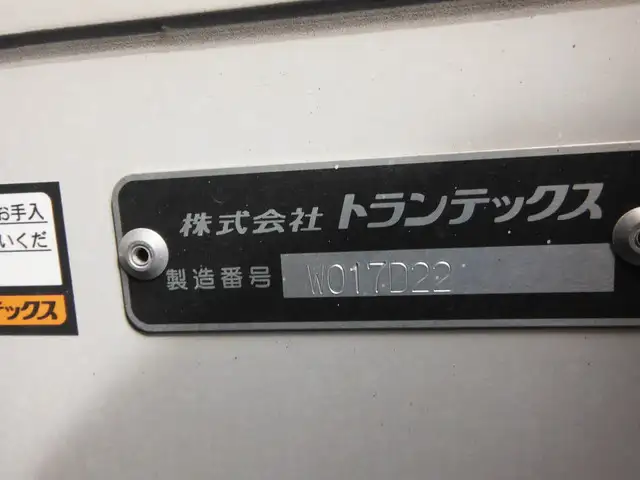 お手入
いくだ
テックス
株式会社 トランテックス
製造番号 W017D22